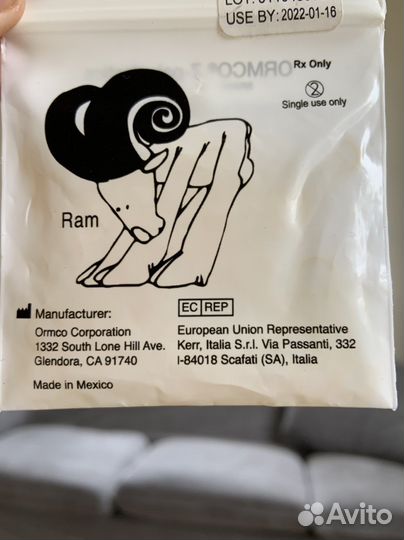 USE BY: 2022-01-16
Rx Only
Single use only
Ram
Manufacturer:
Ormco Corporation
1332 South Lone Hill Ave.
Glendora, CA 91740
Made in Mexico
EC REP
European Union Representative
Kerr, Italia S.r.l. Via Passanti, 332
I-84018 Scafati (SA), Italia
Avito